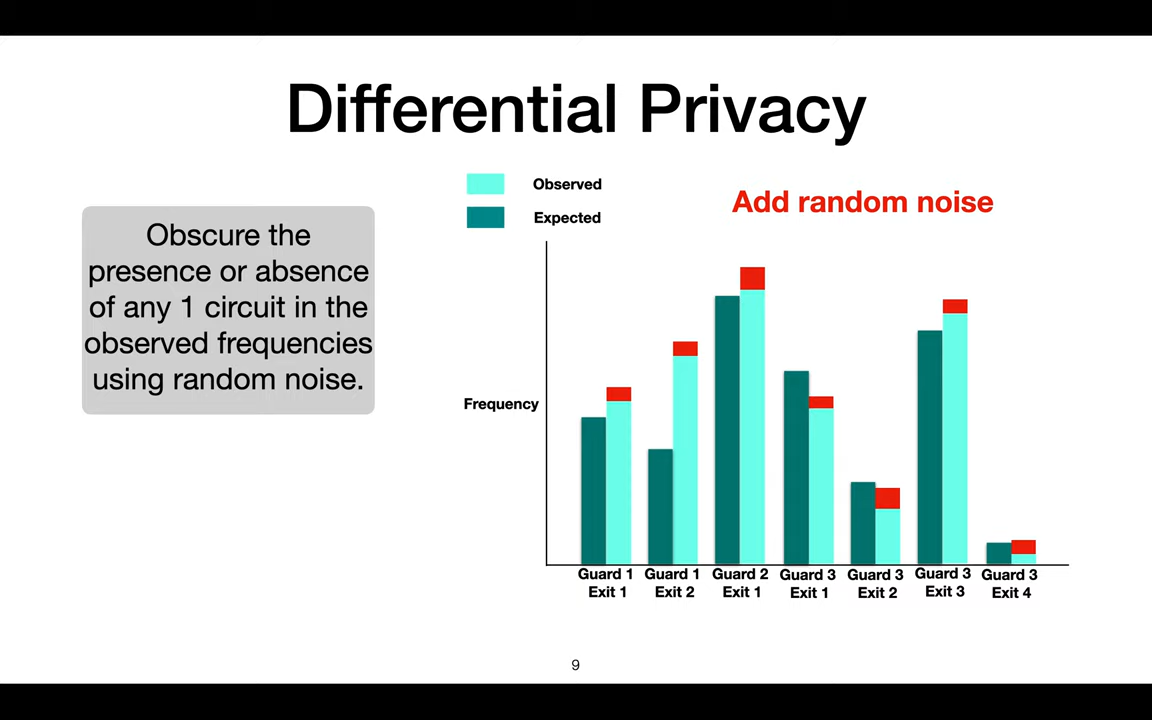 Differential Privacy
Obscure the
presence or absence
of any 1 circuit in the
observed frequencies
using random noise.
Observed
Expected
Add random noise
Frequency
Guard 1
Exit 1
Guard 1
Exit 2
Guard 2
Exit 1
Guard 3
Exit 1
Guard 3
Exit 2
Guard 3
Exit 3
Guard 3
Exit 4
9